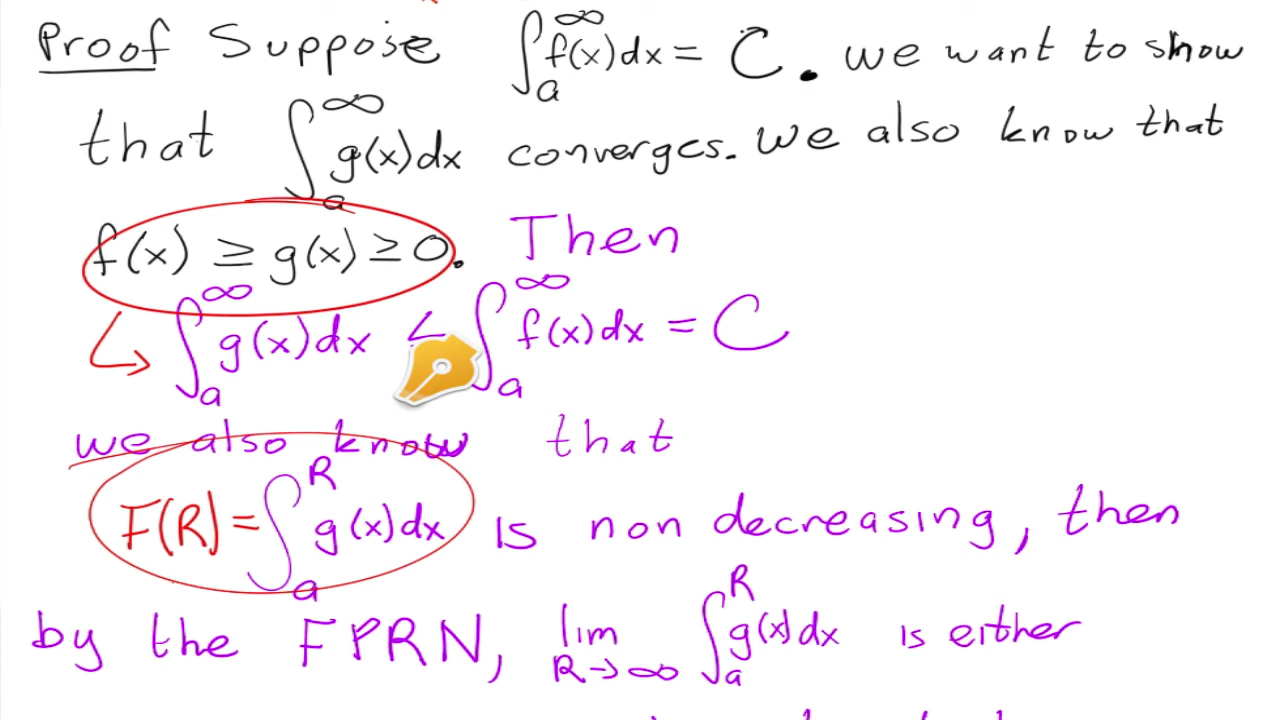 Proof Suppose ∫_a^∞ f(x)dx = C. we want to show
that ∫_a^∞ g(x)dx converges. we also know that
f(x) ≥ g(x) ≥ 0. Then
↳ ∫_a^∞ g(x)dx ≤ ∫_a^∞ f(x)dx = C
we also know that
F(R) = ∫_a^R g(x)dx is non decreasing, then
by the FPRN, lim R→∞ ∫_a^R g(x)dx is either